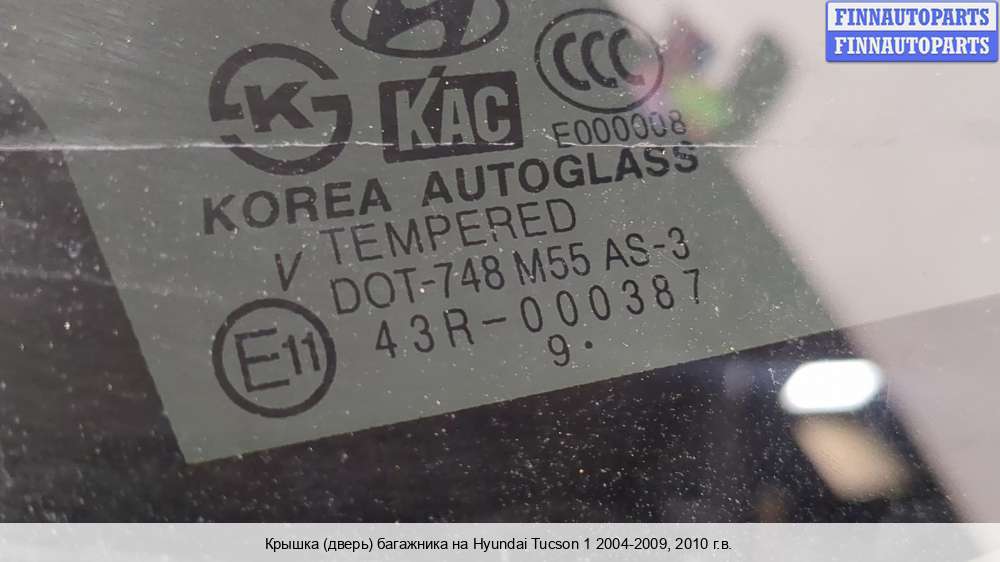 FINNAUTOPARTS
FINNAUTOPARTS
CCC
K
KAC
E000008
KOREA AUTOGLASS
TEMPERED
V
DOT-748 M55 AS-3
E11
43R-000387
9.
Крышка (дверь) багажника на Hyundai Tucson 1 2004-2009, 2010 г.в.